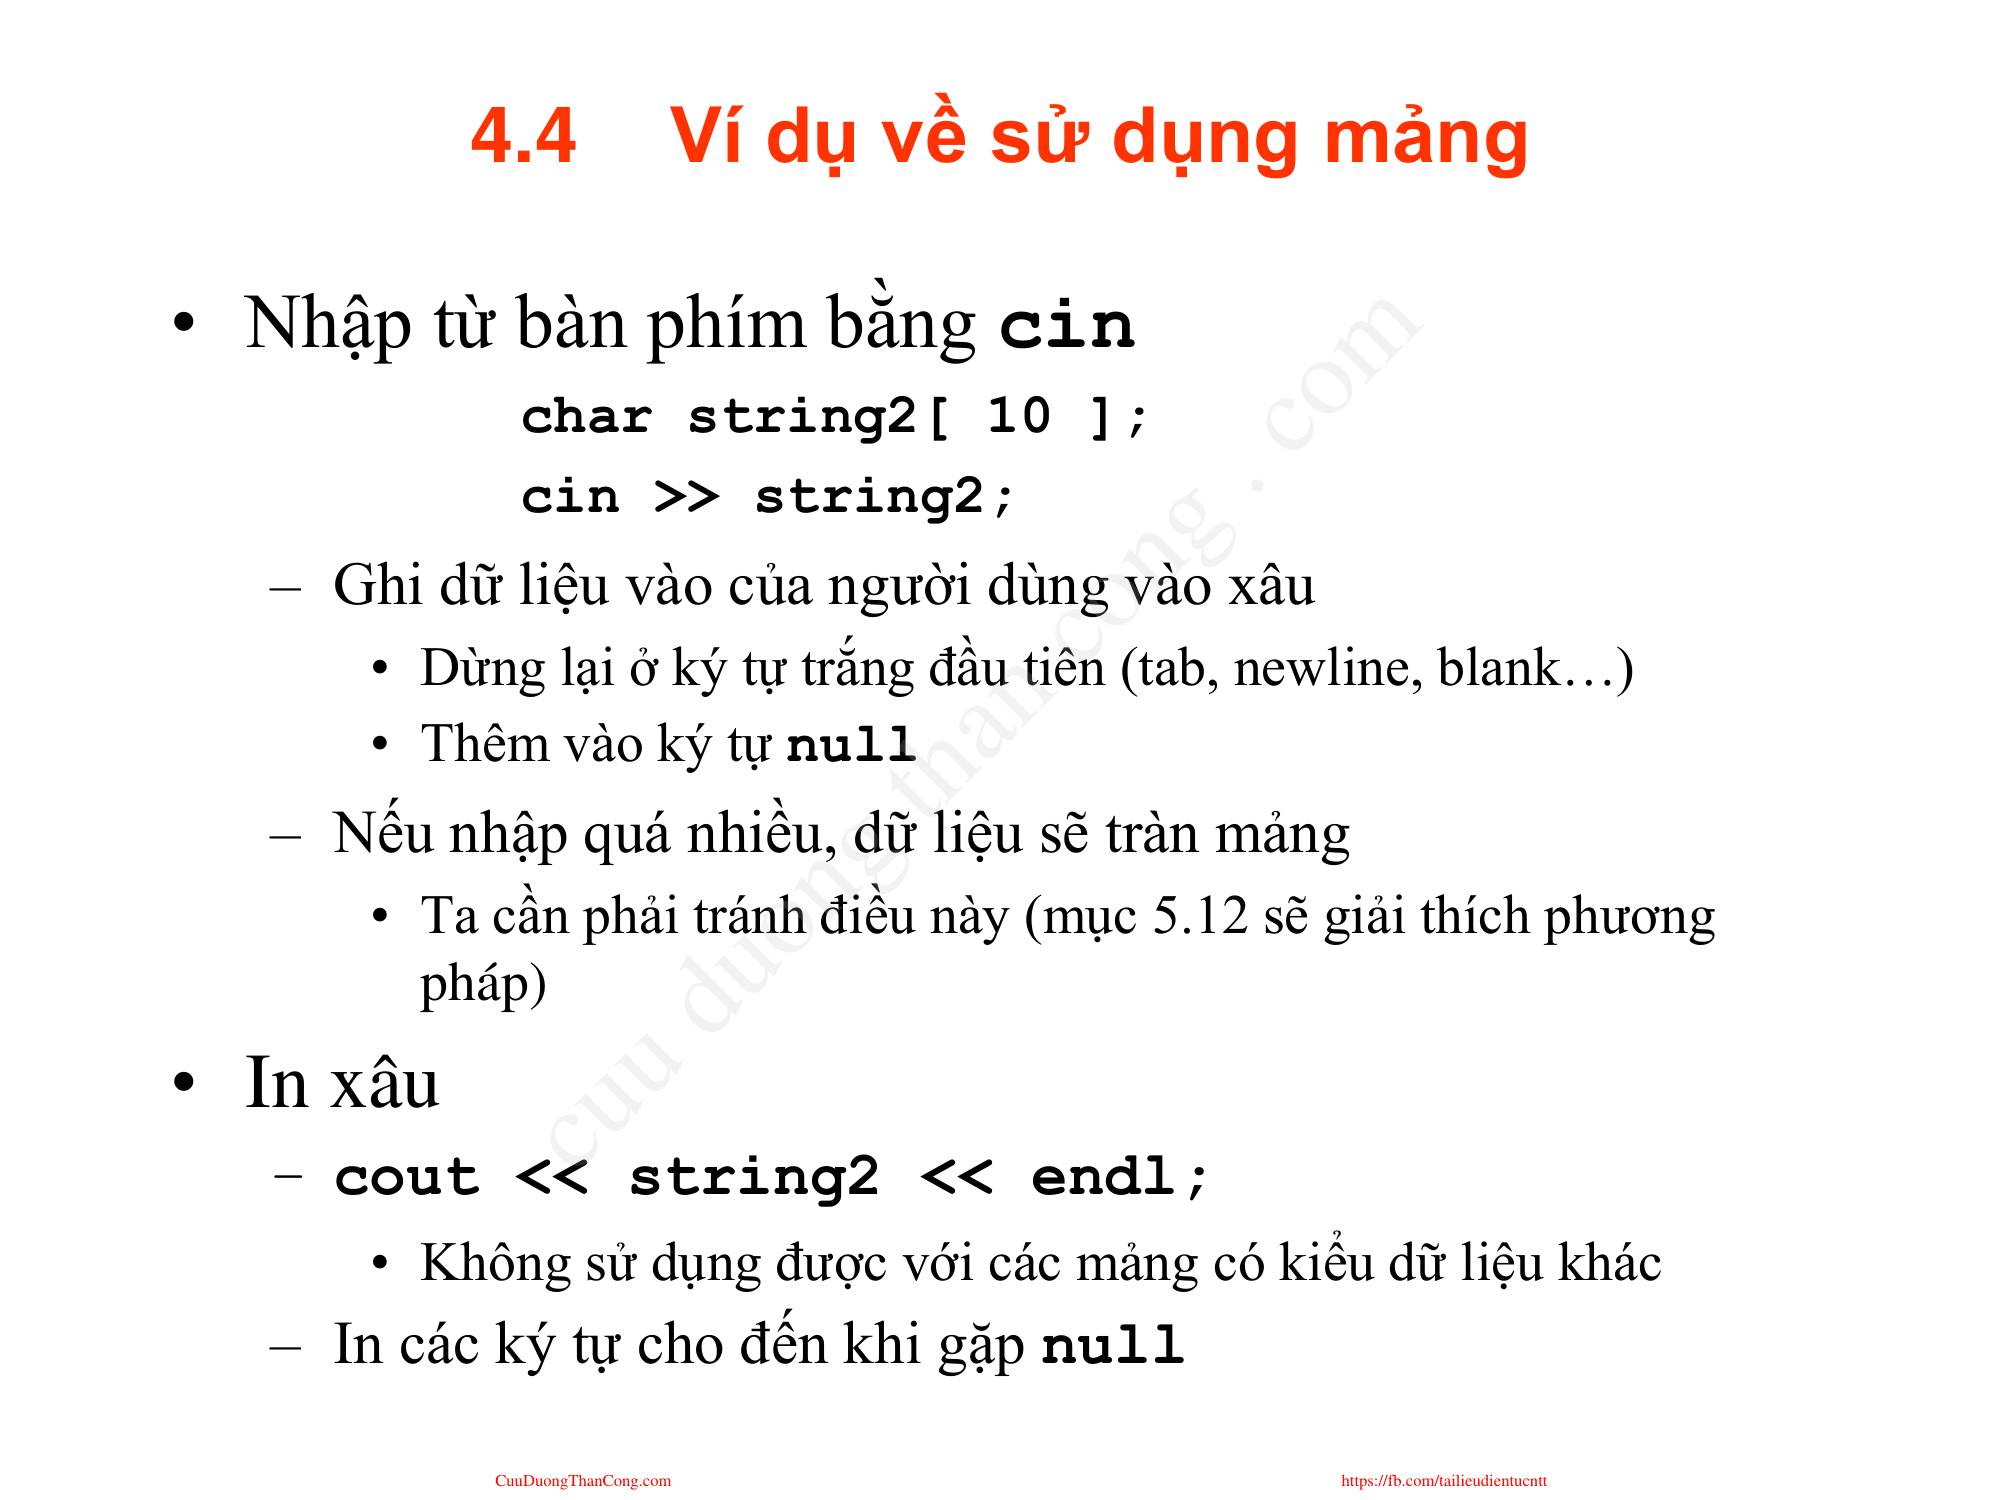 4.4 Ví dụ về sử dụng mảng
• Nhập từ bàn phím bằng cin
char string2[ 10 ];
cin >> string2;
– Ghi dữ liệu vào của người dùng vào xâu
• Dừng lại ở ký tự trắng đầu tiên (tab, newline, blank…)
• Thêm vào ký tự null
– Nếu nhập quá nhiều, dữ liệu sẽ tràn mảng
• Ta cần phải tránh điều này (mục 5.12 sẽ giải thích phương
pháp)
• In xâu
– cout << string2 << endl;
• Không sử dụng được với các mảng có kiểu dữ liệu khác
– In các ký tự cho đến khi gặp null
cuu duong than cong . com
CuuDuongThanCong.com https://fb.com/tailieudientucntt